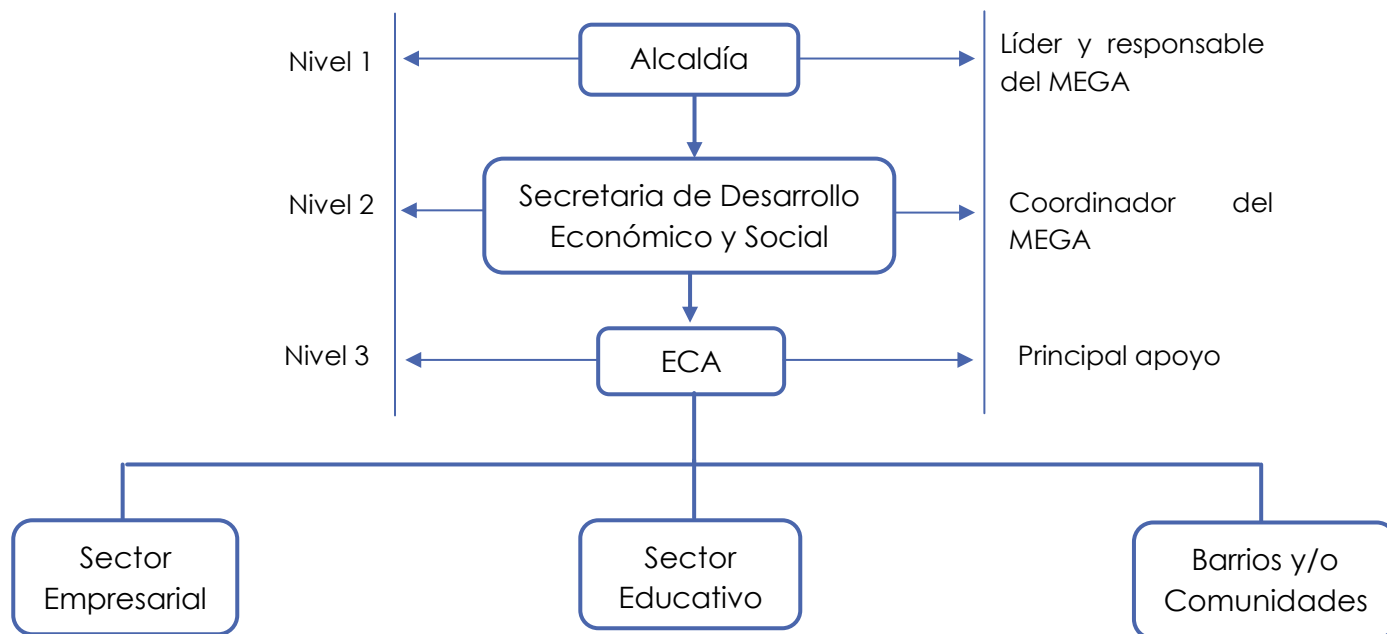 Nivel 1
Alcaldía
Líder y responsable
del MEGA
Nivel 2
Secretaria de Desarrollo
Económico y Social
Coordinador del
MEGA
Nivel 3
ECA
Principal apoyo
Sector
Empresarial
Sector
Educativo
Barrios y/o
Comunidades